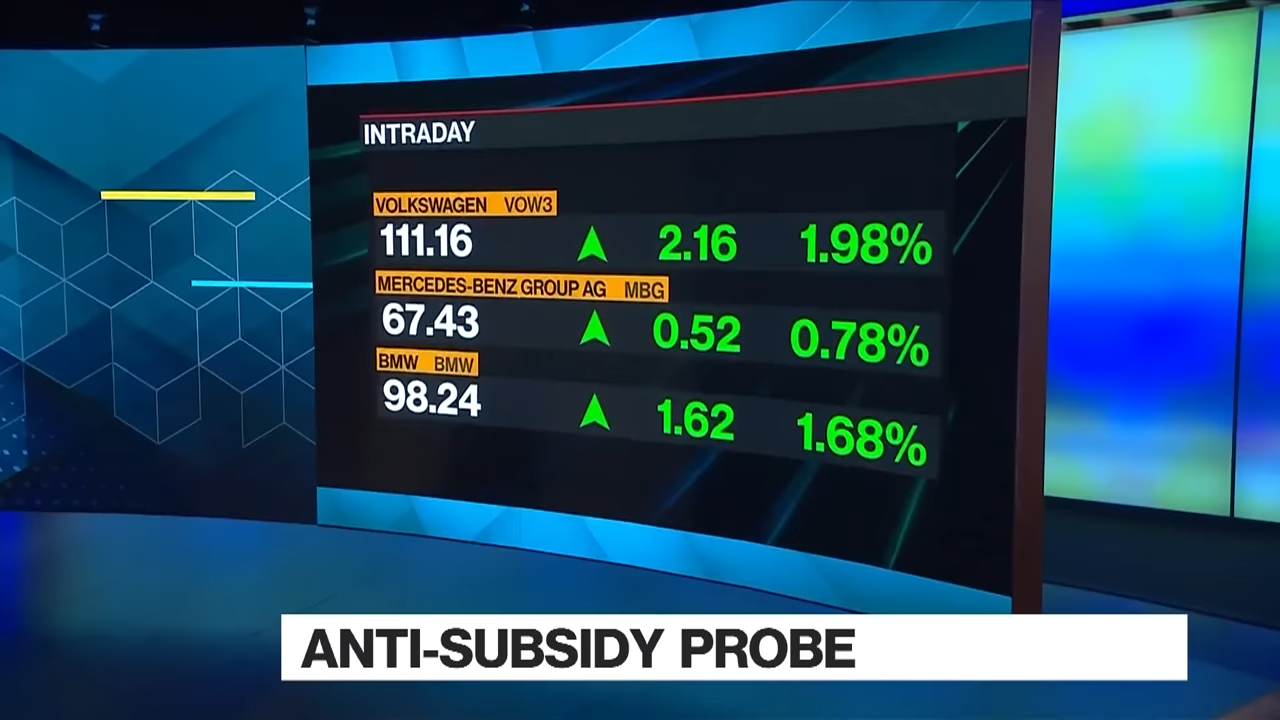 INTRADAY
VOLKSWAGEN VOW3
111.16 ▲ 2.16 1.98%
MERCEDES-BENZ GROUP AG MBG
67.43 ▲ 0.52 0.78%
BMW BMW
98.24 ▲ 1.62 1.68%
ANTI-SUBSIDY PROBE